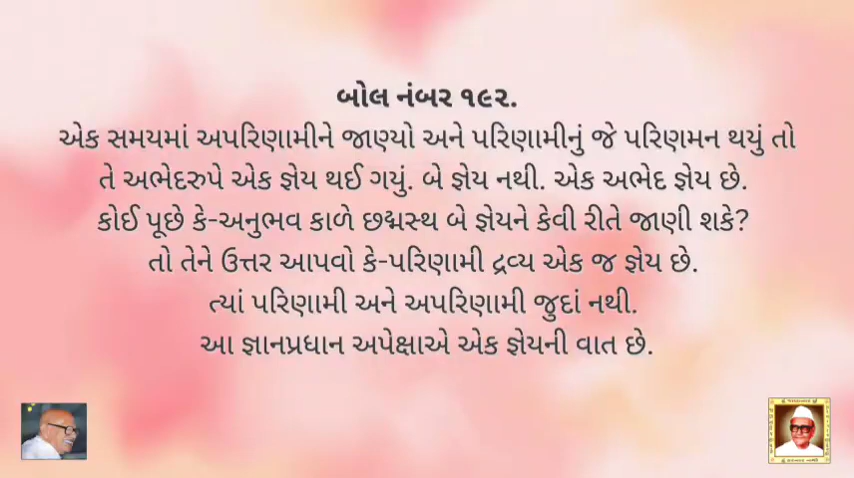 બોલ નંબર ૧૯૨.
એક સમયમાં અપરિણામીને જાણ્યો અને પરિણામીનું જે પરિણમન થયું તો
તે અભેદરુપે એક જ્ઞેય થઈ ગયું. બે જ્ઞેય નથી. એક અભેદ જ્ઞેય છે.
કોઈ પૂછે કે-અનુભવ કાળે છદ્મસ્થ બે જ્ઞેયને કેવી રીતે જાણી શકે?
તો તેને ઉત્તર આપવો કે-પરિણામી દ્રવ્ય એક જ જ્ઞેય છે.
ત્યાં પરિણામી અને અપરિણામી જુદાં નથી.
આ જ્ઞાનપ્રધાન અપેક્ષાએ એક જ્ઞેયની વાત છે.